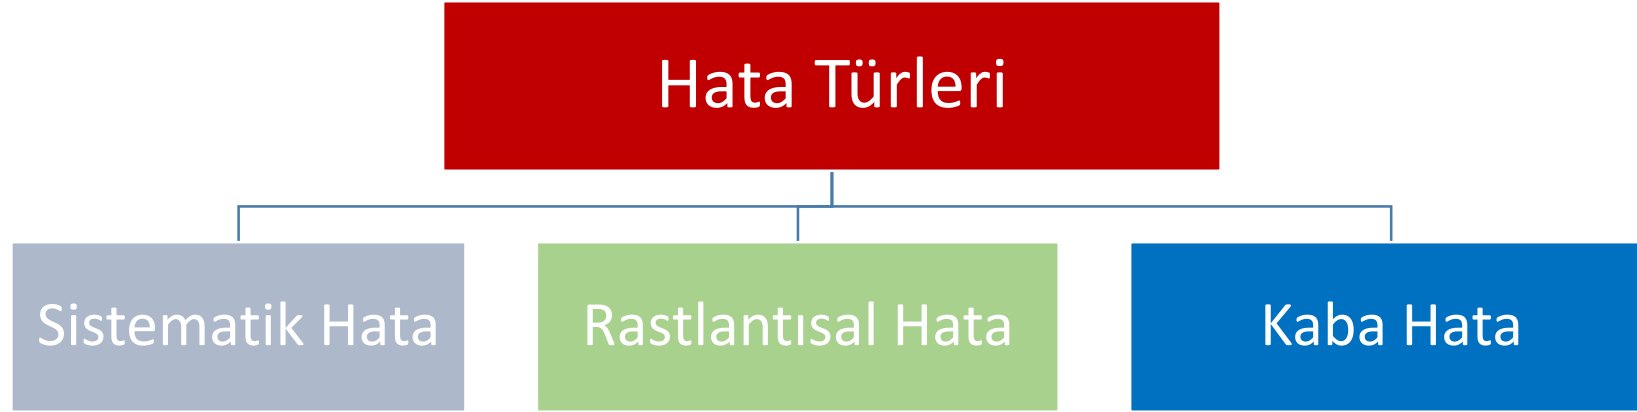 Hata Türleri
Sistematik Hata
Rastlantısal Hata
Kaba Hata